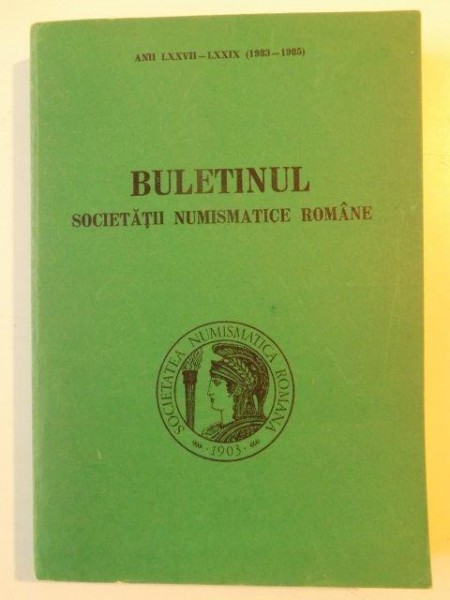 ANII LXXVII—LXXIX (1983—1985)
BULETINUL
SOCIETĂȚII NUMISMATICE ROMÂNE
SOCIETATEA NUMISMATICA ROMANA
· 1903 ·